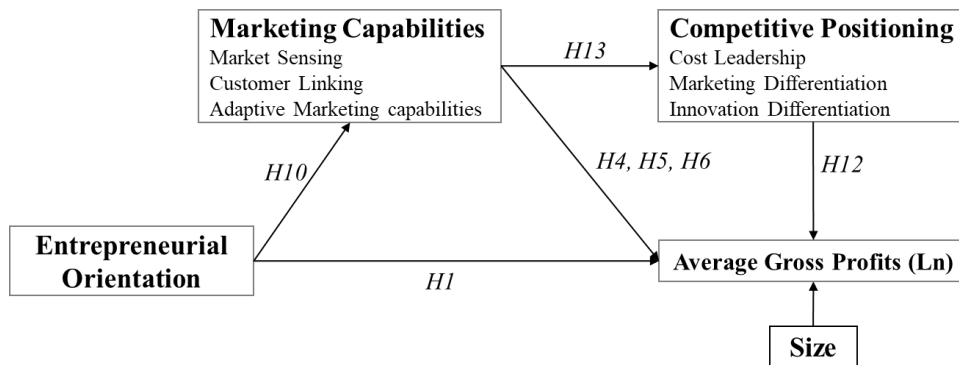 Marketing Capabilities
Market Sensing
Customer Linking
Adaptive Marketing capabilities
H13
Competitive Positioning
Cost Leadership
Marketing Differentiation
Innovation Differentiation
H10
H4, H5, H6
H12
Entrepreneurial
Orientation
H1
Average Gross Profits (Ln)
Size